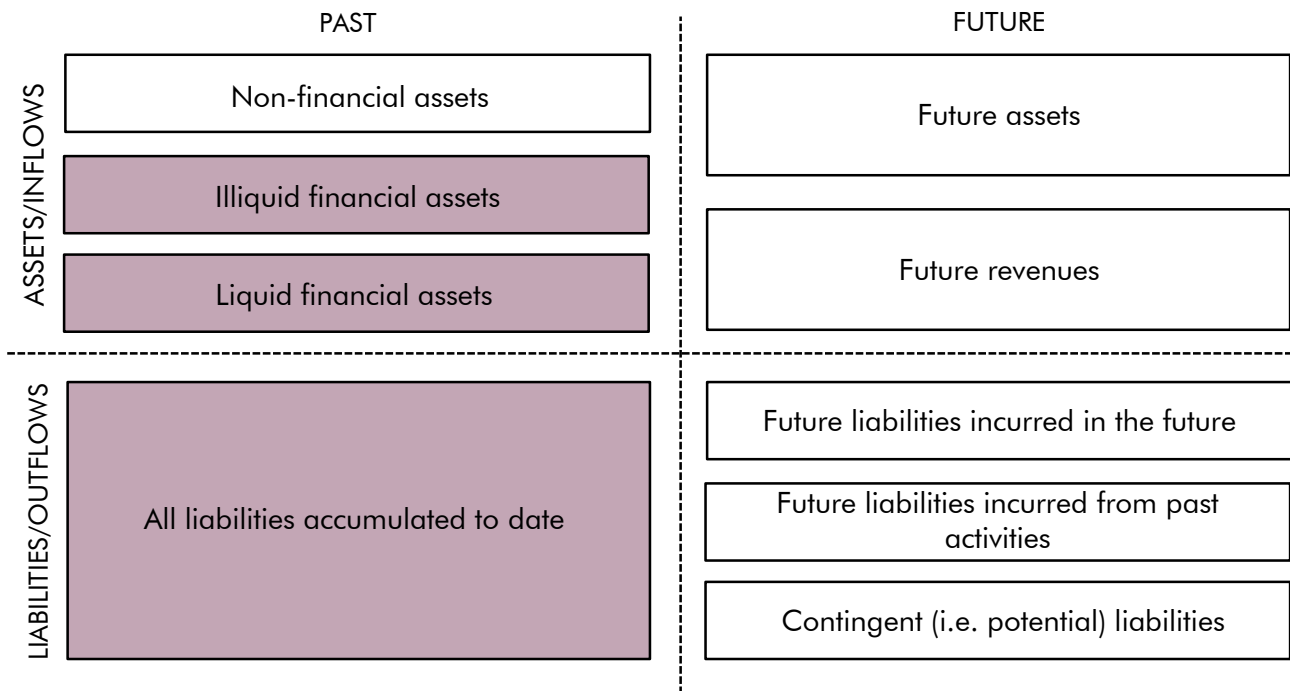 PAST
FUTURE
ASSETS/INFLOWS
Non-financial assets
Illiquid financial assets
Liquid financial assets
Future assets
Future revenues
LIABILITIES/OUTFLOWS
All liabilities accumulated to date
Future liabilities incurred in the future
Future liabilities incurred from past
activities
Contingent (i.e. potential) liabilities